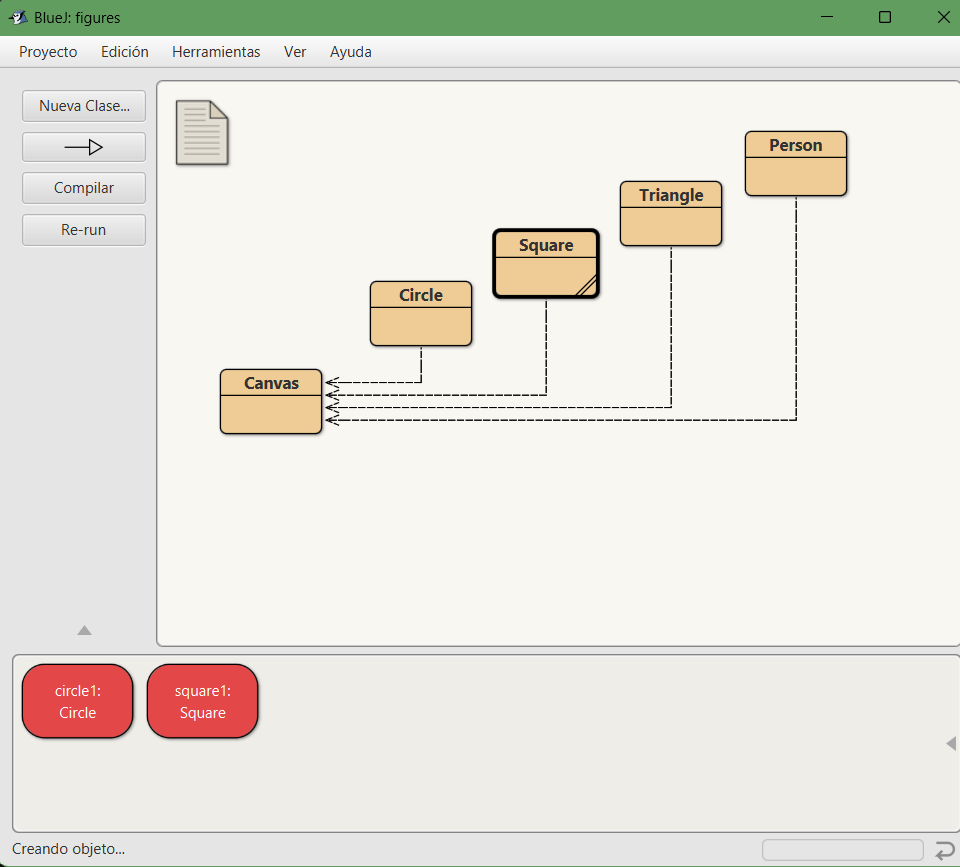 BlueJ: figures
Proyecto Edición Herramientas Ver Ayuda
Nueva Clase...
Compilar
Re-run
Person
Triangle
Square
Circle
Canvas
circle1:
Circle
square1:
Square
Creando objeto...